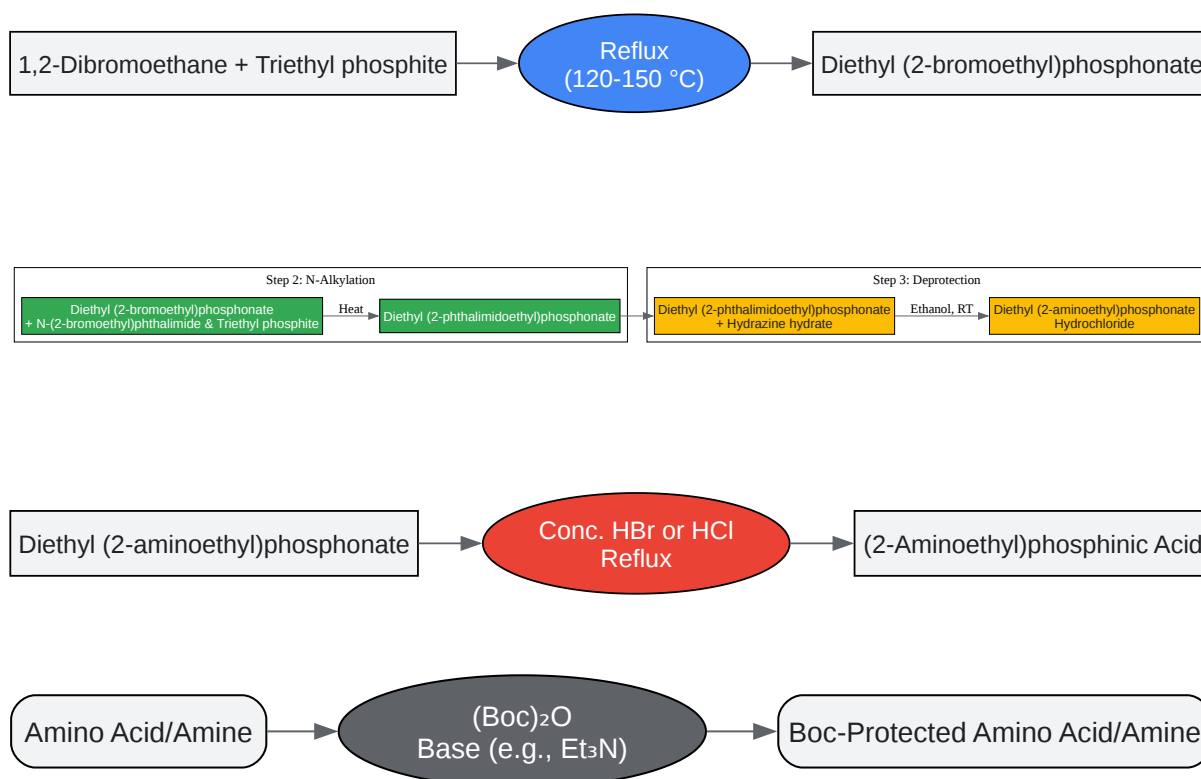 1,2-Dibromoethane + Triethyl phosphite
Reflux
(120-150 °C)
Diethyl (2-bromoethyl)phosphonate
Step 2: N-Alkylation
Diethyl (2-bromoethyl)phosphonate
+ N-(2-bromoethyl)phthalimide & Triethyl phosphite
Heat
Diethyl (2-phthalimidoethyl)phosphonate
Step 3: Deprotection
Diethyl (2-phthalimidoethyl)phosphonate
+ Hydrazine hydrate
Ethanol, RT
Diethyl (2-aminoethyl)phosphonate
Hydrochloride
Diethyl (2-aminoethyl)phosphonate
Conc. HBr or HCl
Reflux
(2-Aminoethyl)phosphinic Acid
Amino Acid/Amine
(Boc)₂O
Base (e.g., Et₃N)
Boc-Protected Amino Acid/Amine